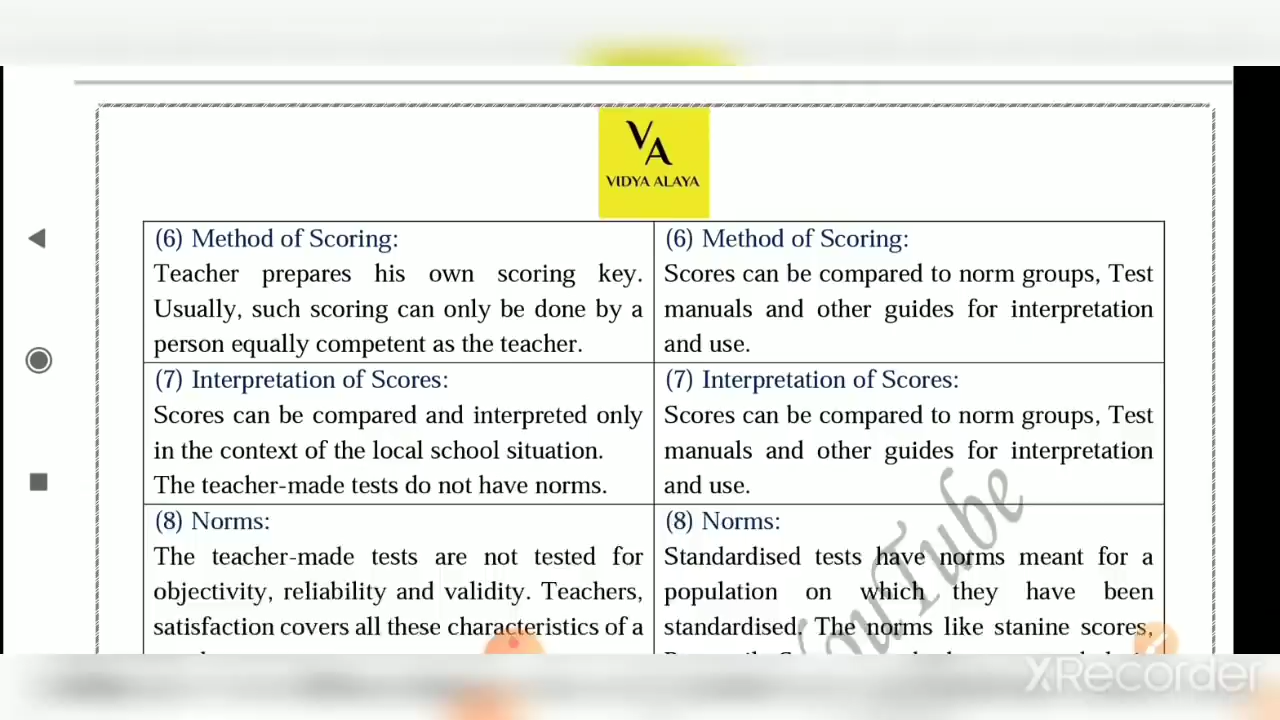 VA
VIDYA ALAYA
(6) Method of Scoring:
Teacher prepares his own scoring key.
Usually, such scoring can only be done by a
person equally competent as the teacher.
(6) Method of Scoring:
Scores can be compared to norm groups, Test
manuals and other guides for interpretation
and use.
(7) Interpretation of Scores:
Scores can be compared and interpreted only
in the context of the local school situation.
The teacher-made tests do not have norms.
(7) Interpretation of Scores:
Scores can be compared to norm groups, Test
manuals and other guides for interpretation
and use.
(8) Norms:
The teacher-made tests are not tested for
objectivity, reliability and validity. Teachers,
satisfaction covers all these characteristics of a
(8) Norms:
Standardised tests have norms meant for a
population on which they have been
standardised. The norms like stanine scores,
YouTube
XRecorder